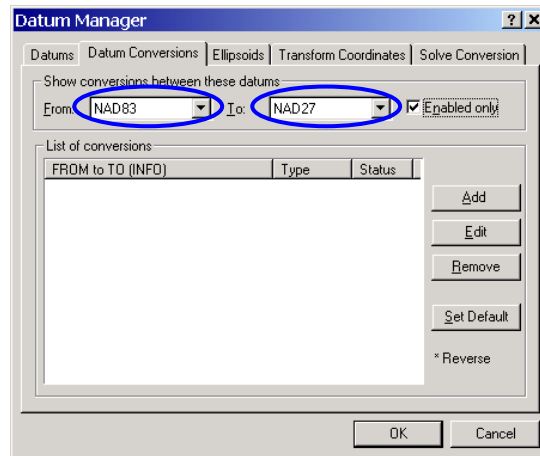 Datum Manager
Datums Datum Conversions Ellipsoids Transform Coordinates Solve Conversion
Show conversions between these datums
From: NAD83 To: NAD27 Enabled only
List of conversions
FROM to TO (INFO) Type Status
Add
Edit
Remove
Set Default
* Reverse
OK Cancel